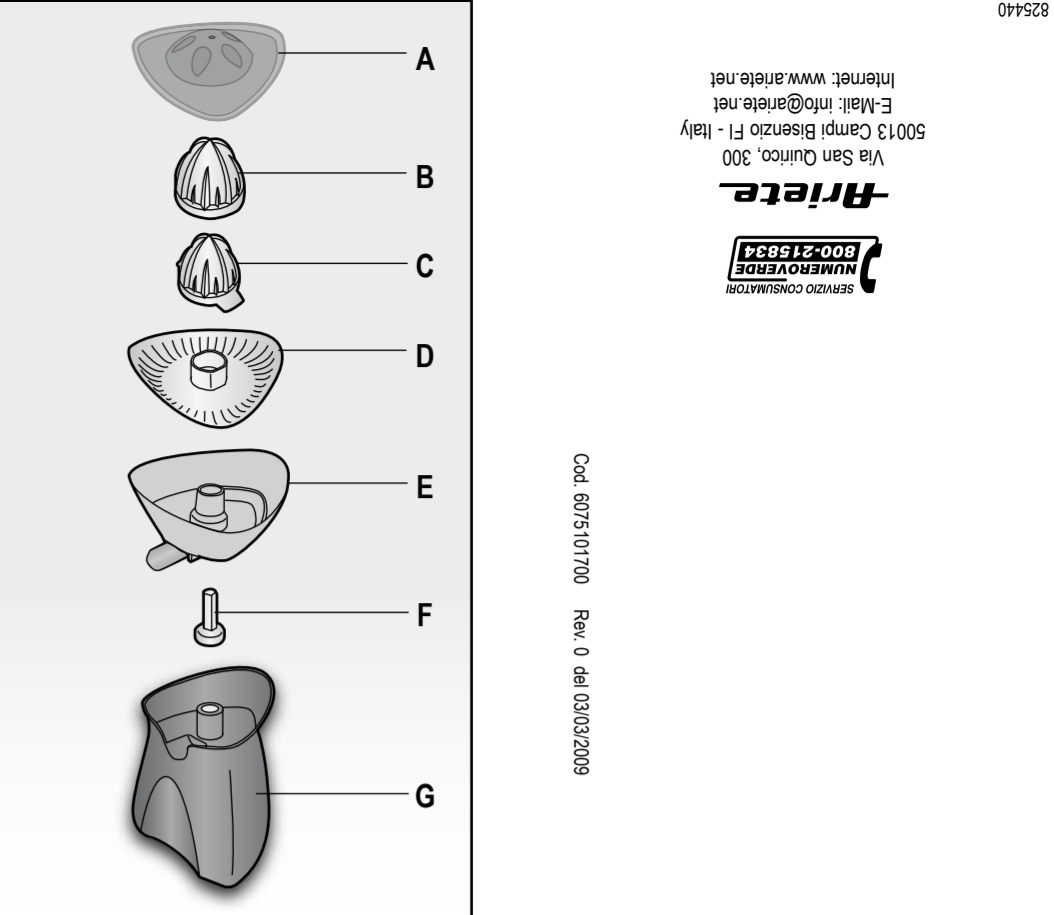 A
B
C
D
E
F
G
825440
SERVIZIO CONSUMATORI
NUMEROVERDE
800-215834
Ariete
Via San Quirico, 300
50013 Campi Bisenzio FI - Italy
E-Mail: info@ariete.net
Internet: www.ariete.net
Cod. 6075101700 Rev. 0 del 03/03/2009